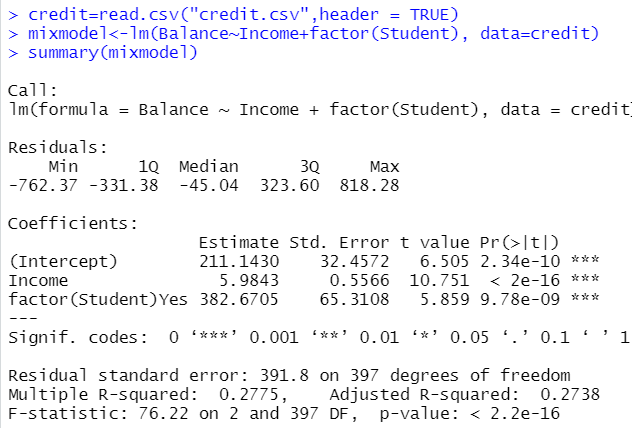 > credit=read.csv("credit.csv",header = TRUE)
> mixmodel<-lm(Balance~Income+factor(Student), data=credit)
> summary(mixmodel)
Call:
lm(formula = Balance ~ Income + factor(Student), data = credit)
Residuals:
    Min      1Q  Median      3Q     Max
-762.37 -331.38  -45.04  323.60  818.28
Coefficients:
                   Estimate Std. Error t value Pr(>|t|)
(Intercept)        211.1430    32.4572   6.505 2.34e-10 ***
Income               5.9843     0.5566  10.751  < 2e-16 ***
factor(Student)Yes 382.6705    65.3108   5.859 9.78e-09 ***
---
Signif. codes:  0 ‘***’ 0.001 ‘**’ 0.01 ‘*’ 0.05 ‘.’ 0.1 ‘ ’ 1
Residual standard error: 391.8 on 397 degrees of freedom
Multiple R-squared:  0.2775,    Adjusted R-squared:  0.2738
F-statistic: 76.22 on 2 and 397 DF,  p-value: < 2.2e-16